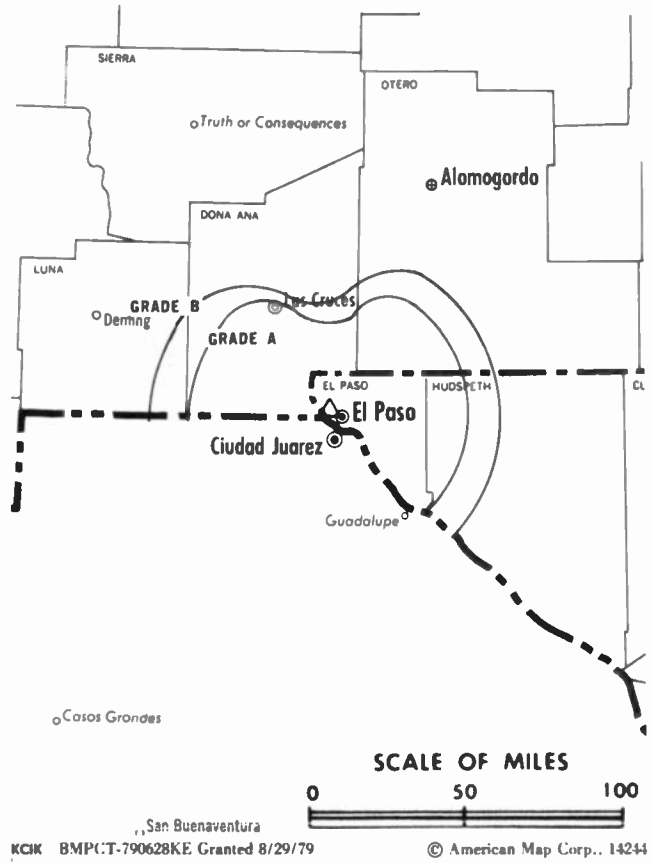 SIERRA
OTERO
Truth or Consequences
Alomogordo
DONA ANA
LUNA
GRADE B
Las Cruces
Deming
GRADE A
EL PASO
HUDSPETH
CU
El Paso
Ciudad Juarez
Guadalupe
Casos Grandes
SCALE OF MILES
0 50 100
San Buenaventura
KCIK BMPCT-790628KE Granted 8/29/79 © American Map Corp., 14244